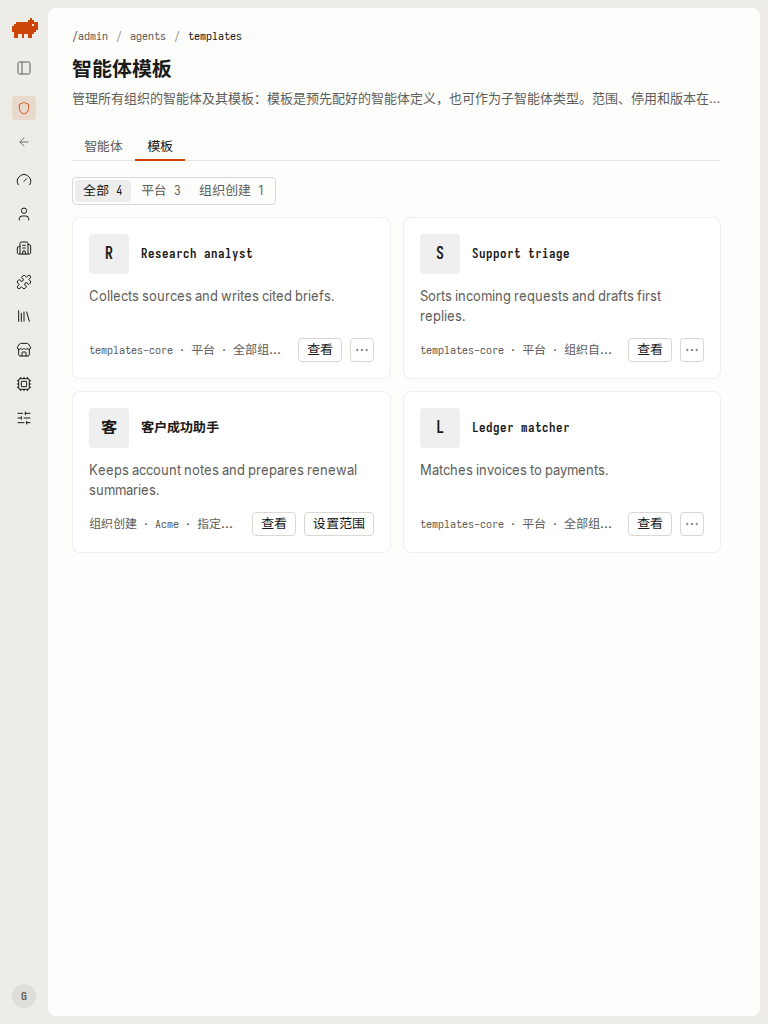 /admin / agents / templates
智能体模板
管理所有组织的智能体及其模板：模板是预先配好的智能体定义，也可作为子智能体类型。范围、停用和版本在...
智能体 模板
全部 4 平台 3 组织创建 1
R Research analyst
Collects sources and writes cited briefs.
templates-core · 平台 · 全部组... 查看 ...
S Support triage
Sorts incoming requests and drafts first
replies.
templates-core · 平台 · 组织自... 查看 ...
客 客户成功助手
Keeps account notes and prepares renewal
summaries.
组织创建 · Acme · 指定... 查看 设置范围
L Ledger matcher
Matches invoices to payments.
templates-core · 平台 · 全部组... 查看 ...
G